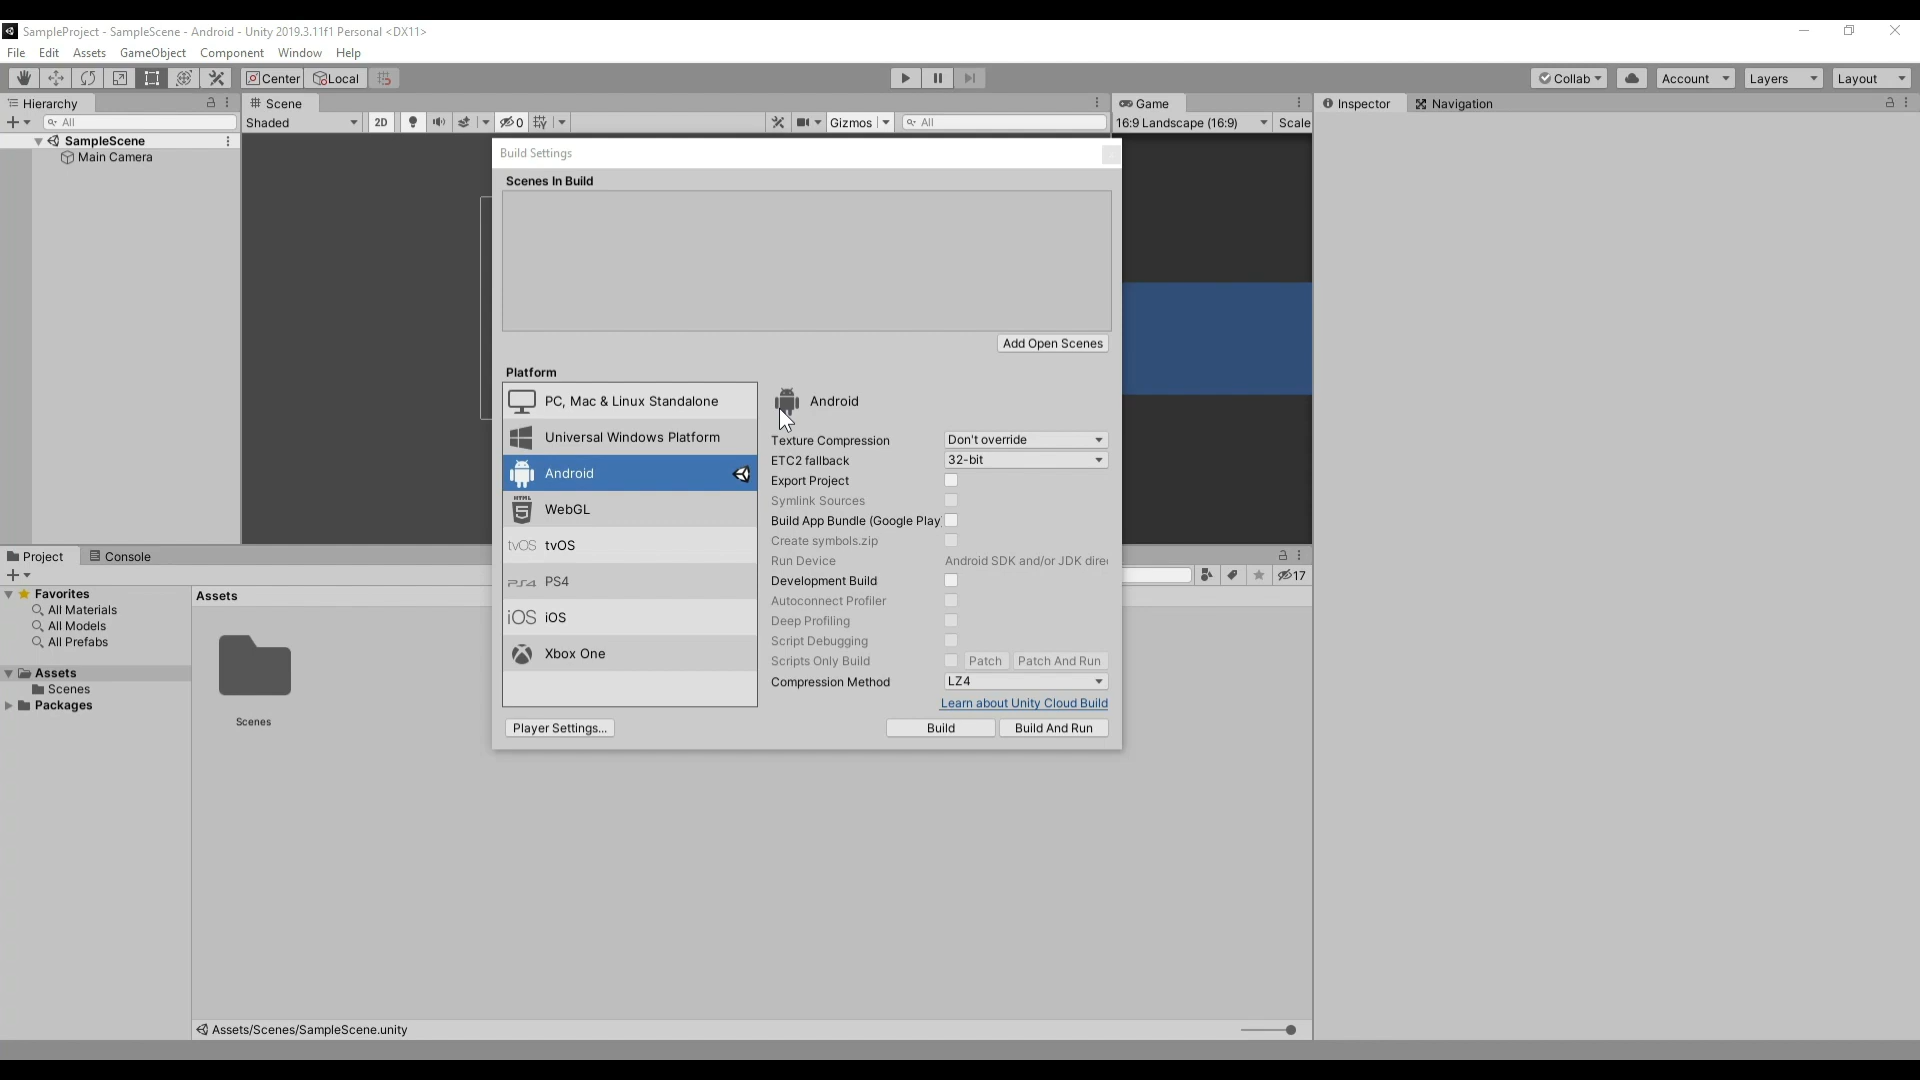 SampleProject - SampleScene - Android - Unity 2019.3.11f1 Personal <DX11>
File Edit Assets GameObject Component Window Help
Center Local Collab Account Layers Layout
Hierarchy Scene Game Inspector Navigation
All Shaded 2D 0 Gizmos All 16:9 Landscape (16:9) Scale
SampleScene
Main Camera
Build Settings
Scenes In Build
Add Open Scenes
Platform
PC, Mac & Linux Standalone
Universal Windows Platform
Android
HTML 5 WebGL
tvOS tvOS
PS4 PS4
iOS iOS
Xbox One
Android
Texture Compression Don't override
ETC2 fallback 32-bit
Export Project
Symlink Sources
Build App Bundle (Google Play
Create symbols.zip
Run Device Android SDK and/or JDK direc
Development Build
Autoconnect Profiler
Deep Profiling
Script Debugging
Scripts Only Build Patch Patch And Run
Compression Method LZ4
Learn about Unity Cloud Build
Player Settings... Build Build And Run
Project Console
17
Favorites
All Materials
All Models
All Prefabs
Assets
Scenes
Packages
Assets
Scenes
Assets/Scenes/SampleScene.unity